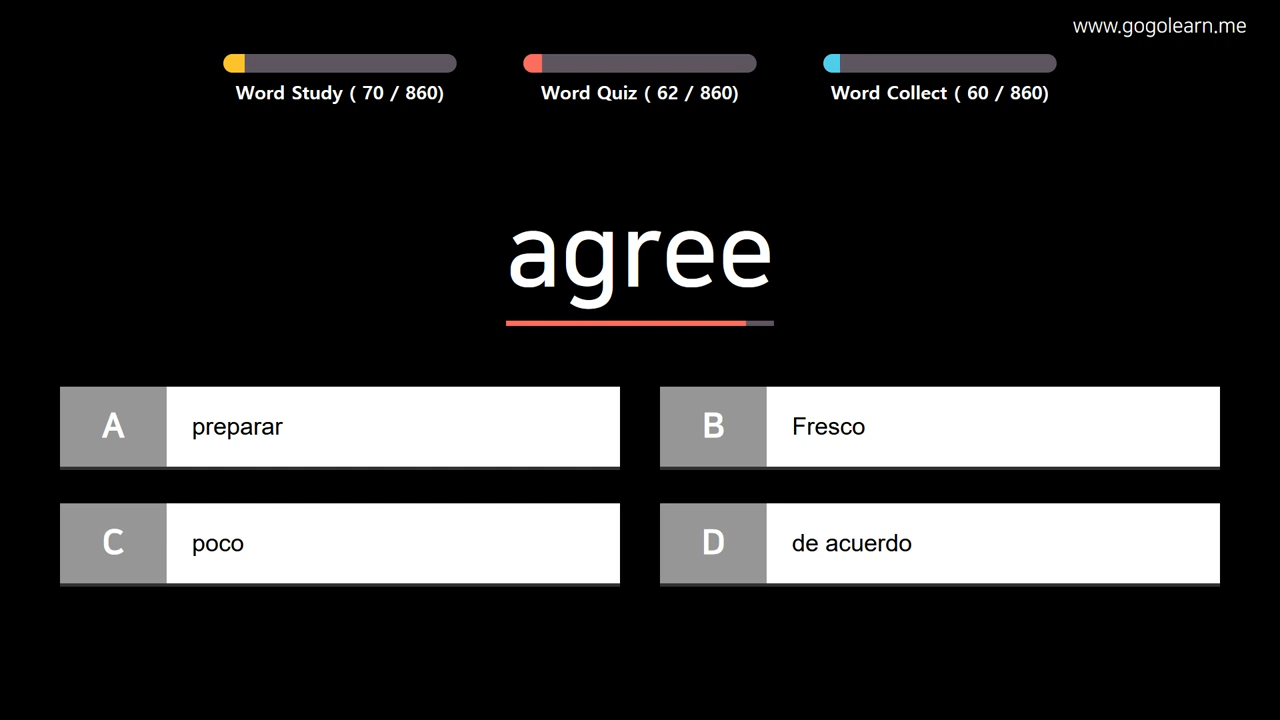 www.gogolearn.me
Word Study ( 70 / 860)
Word Quiz ( 62 / 860)
Word Collect ( 60 / 860)
agree
A preparar
B Fresco
C poco
D de acuerdo